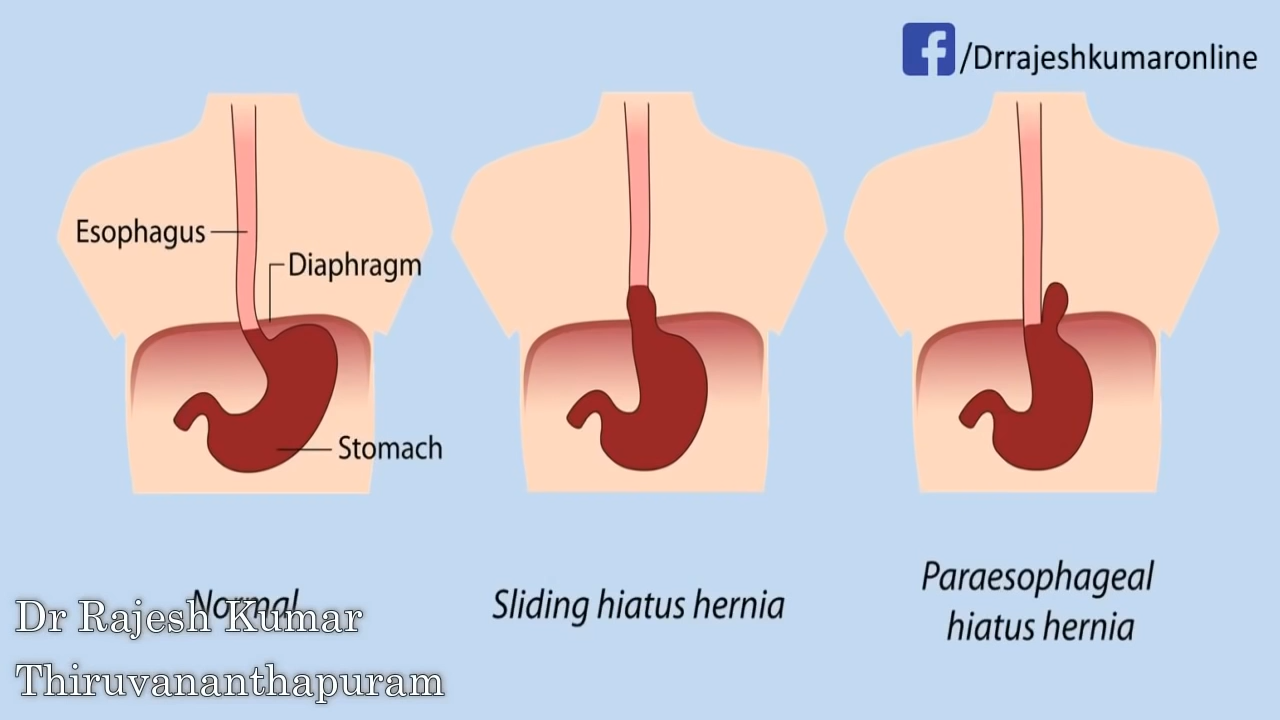 /Drrajeshkumaronline
Esophagus
Diaphragm
Stomach
Normal
Sliding hiatus hernia
Paraesophageal
hiatus hernia
Dr Rajesh Kumar
Thiruvananthapuram